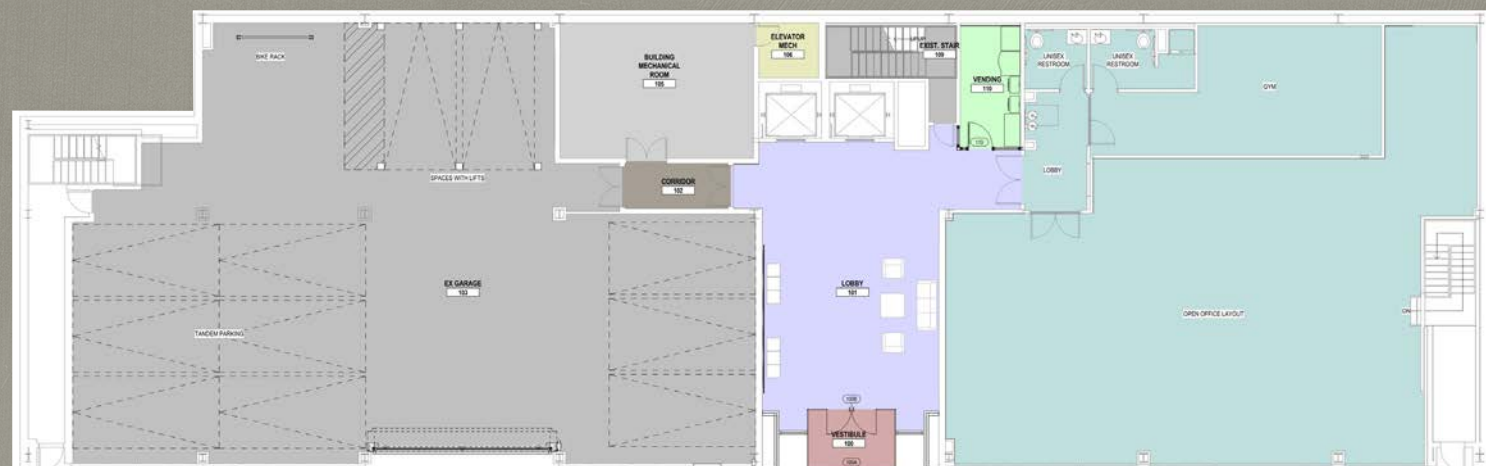 BIKE RACK
BUILDING
MECHANICAL
ROOM
105
ELEVATOR
MECH
106
EXIST. STAIR
109
VENDING
110
UNISEX
RESTROOM
UNISEX
RESTROOM
GYM
SPACES WITH LIFTS
CORRIDOR
102
LOBBY
EX GARAGE
103
LOBBY
101
TANDEM PARKING
OPEN OFFICE LAYOUT
VESTIBULE
100